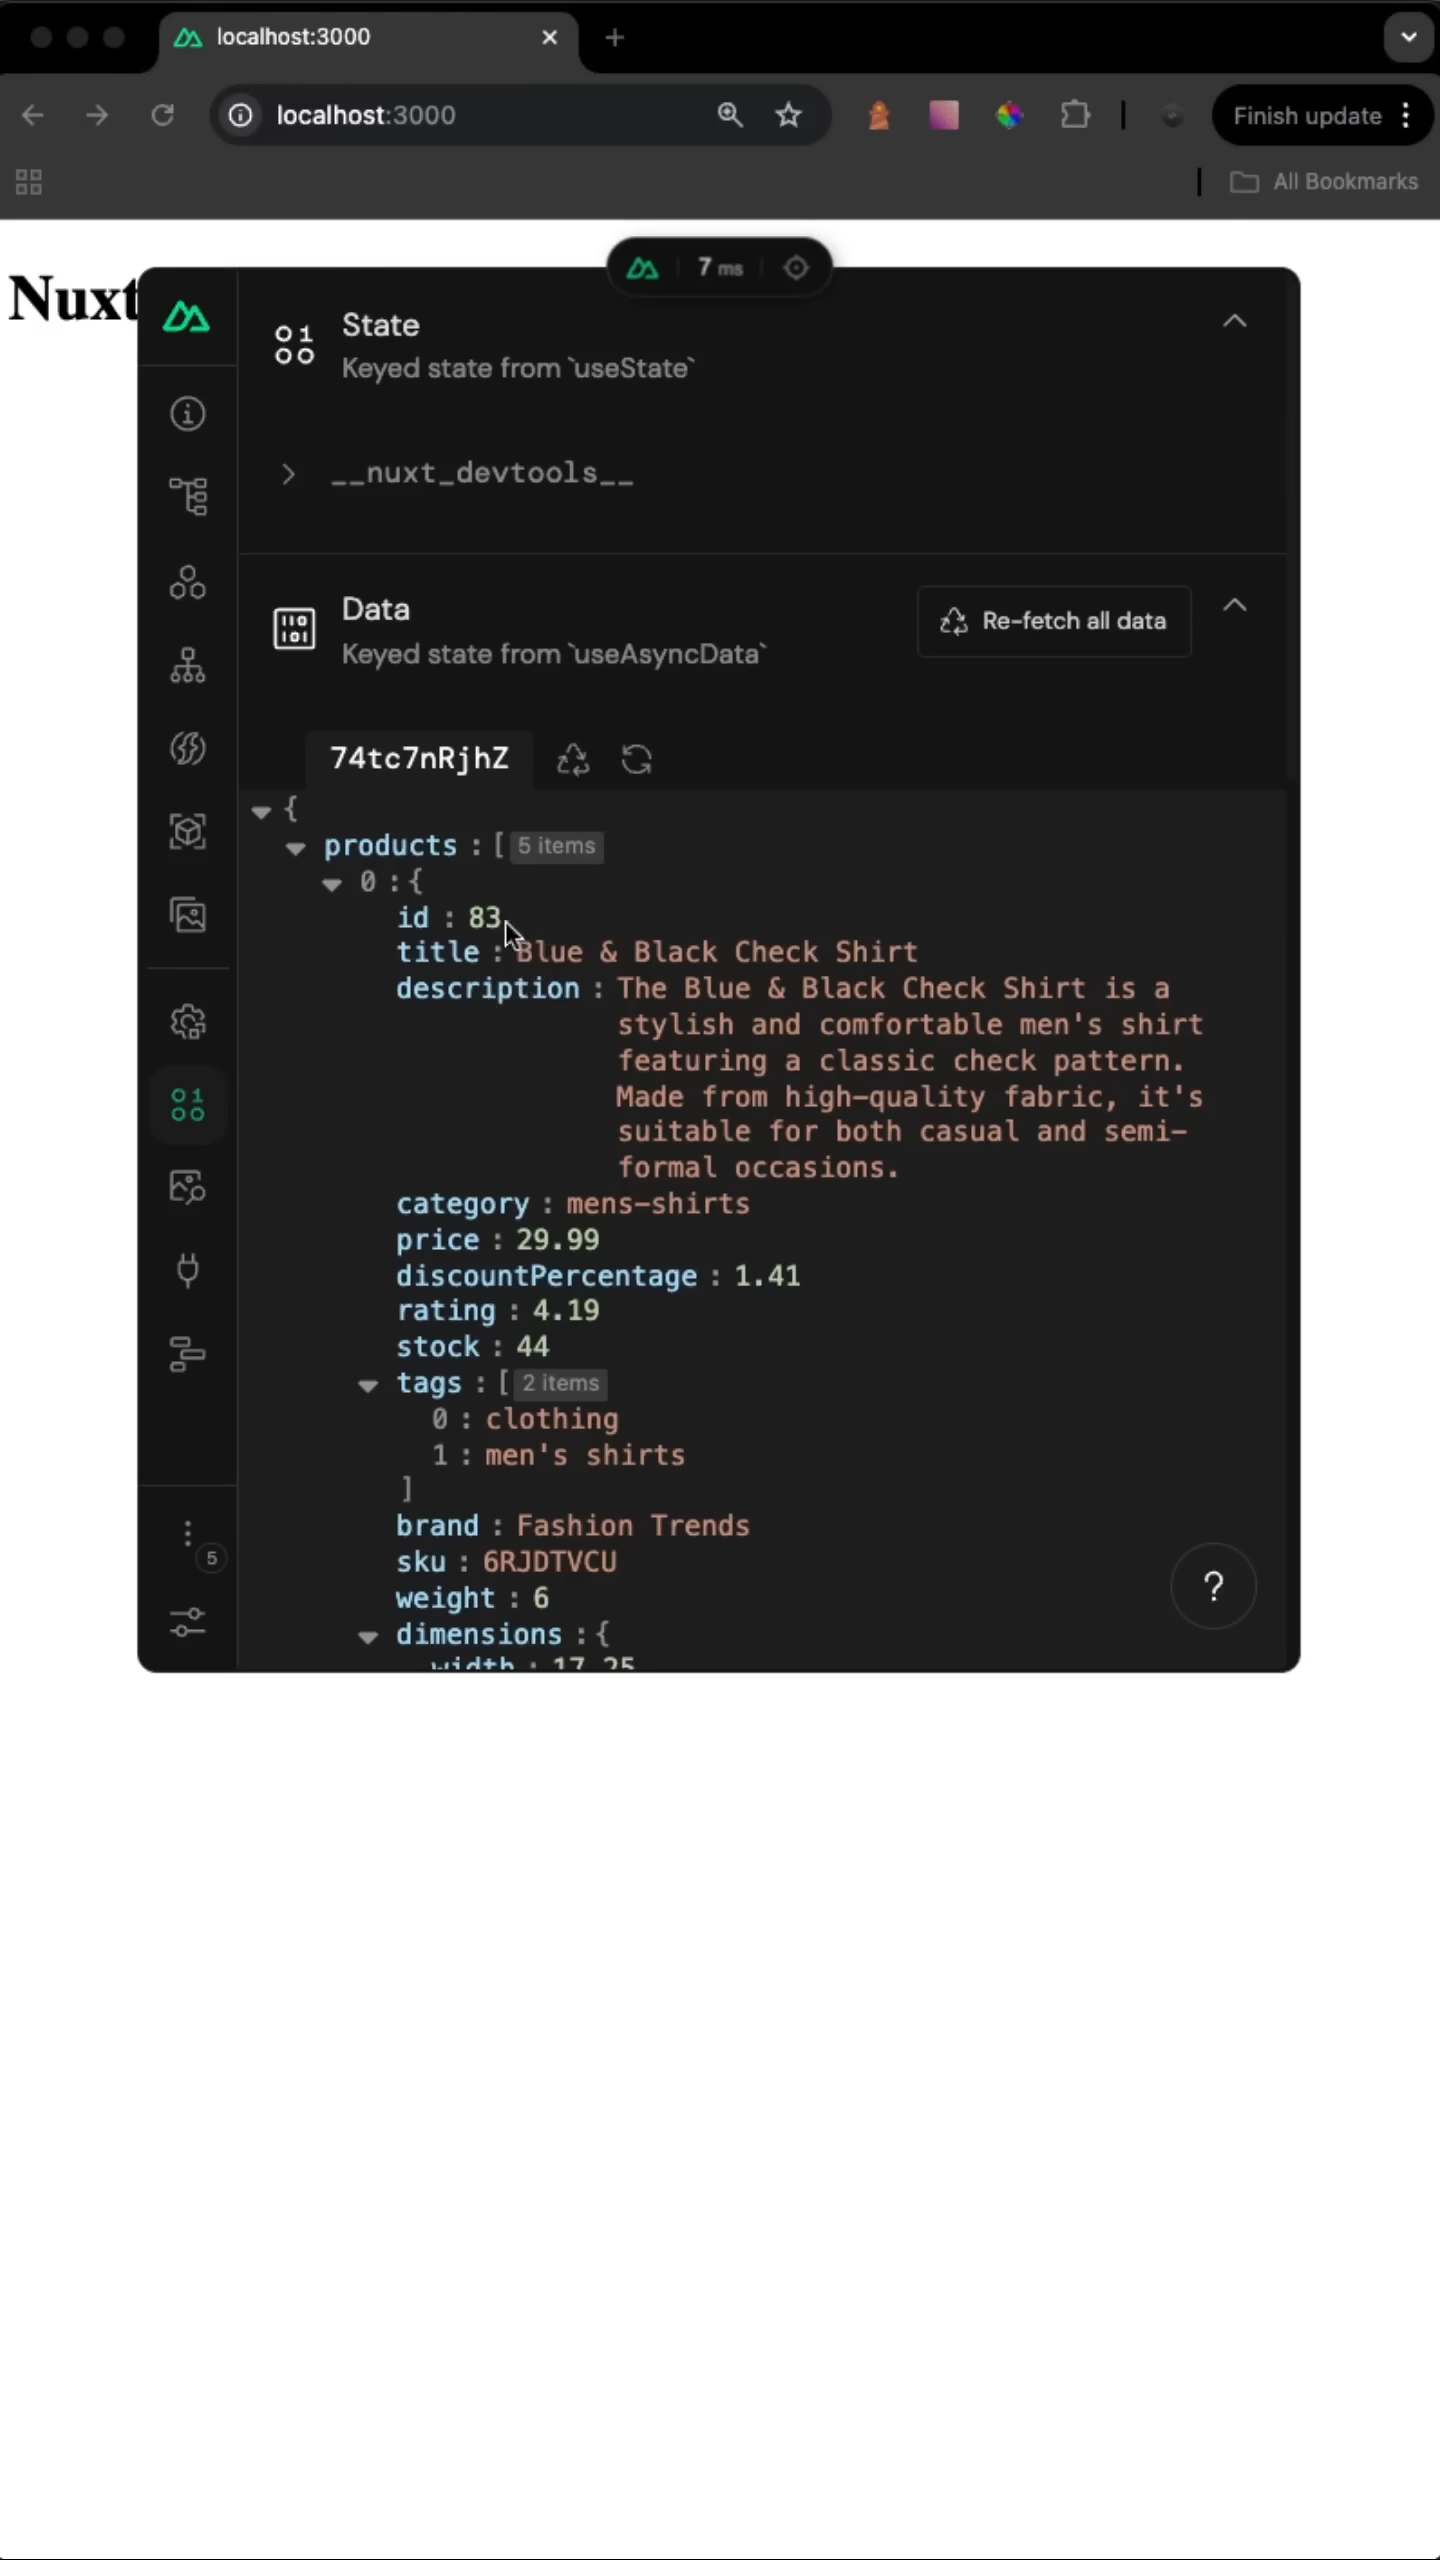 localhost:3000
localhost:3000
Finish update
All Bookmarks
Nuxt
7 ms
State
Keyed state from `useState`
__nuxt_devtools__
Data
Keyed state from `useAsyncData`
Re-fetch all data
74tc7nRjhZ
{
products : [ 5 items
0 : {
id : 83
title : Blue & Black Check Shirt
description : The Blue & Black Check Shirt is a
stylish and comfortable men's shirt
featuring a classic check pattern.
Made from high-quality fabric, it's
suitable for both casual and semi-
formal occasions.
category : mens-shirts
price : 29.99
discountPercentage : 1.41
rating : 4.19
stock : 44
tags : [ 2 items
0 : clothing
1 : men's shirts
]
brand : Fashion Trends
sku : 6RJDTVCU
weight : 6
dimensions : {
width : 17.25
5
?